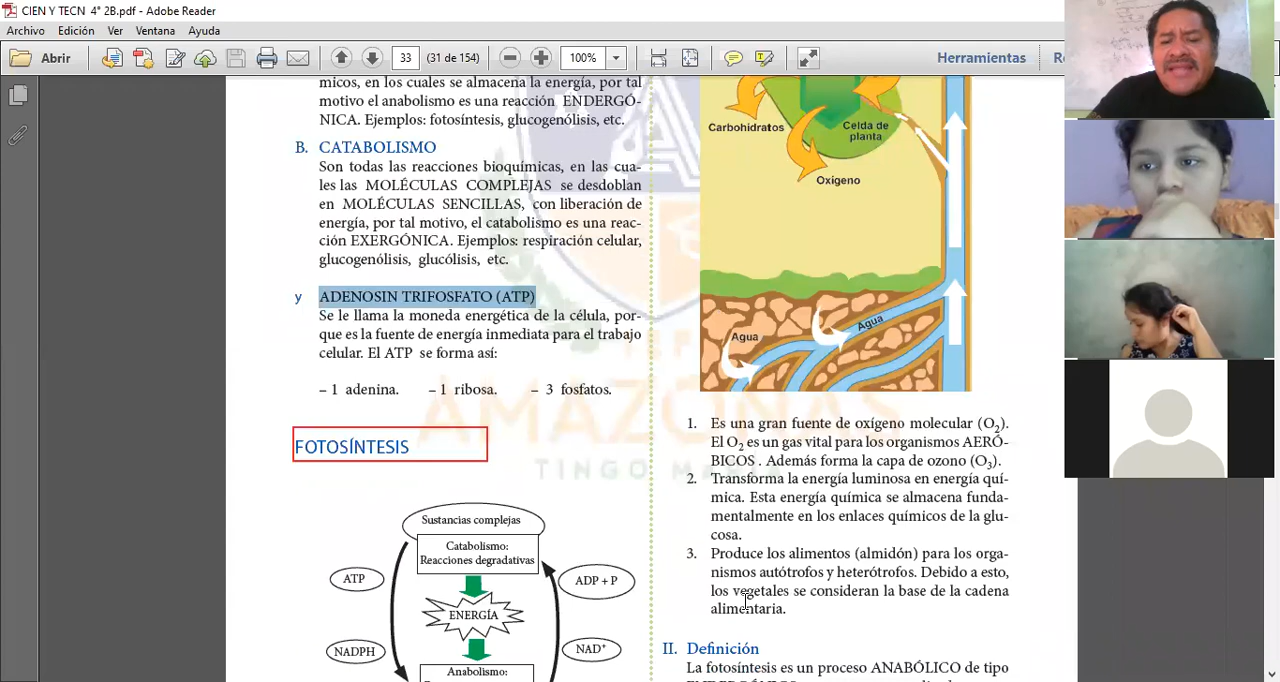 CIEN Y TECN 4° 2B.pdf - Adobe Reader
Archivo Edición Ver Ventana Ayuda
Abrir
33
(31 de 154)
100%
Herramientas
micos, en los cuales se almacena la energía, por tal
motivo el anabolismo es una reacción ENDERGÓ-
NICA. Ejemplos: fotosíntesis, glucogenólisis, etc.
B. CATABOLISMO
Son todas las reacciones bioquímicas, en las cua-
les las MOLÉCULAS COMPLEJAS se desdoblan
en MOLÉCULAS SENCILLAS, con liberación de
energía, por tal motivo, el catabolismo es una reac-
ción EXERGÓNICA. Ejemplos: respiración celular,
glucogenólisis, glucólisis, etc.
y ADENOSIN TRIFOSFATO (ATP)
Se le llama la moneda energética de la célula, por-
que es la fuente de energía inmediata para el trabajo
celular. El ATP se forma así:
– 1 adenina. – 1 ribosa. – 3 fosfatos.
FOTOSÍNTESIS
Sustancias complejas
Catabolismo:
Reacciones degradativas
ATP
ADP + P
ENERGÍA
NADPH
NAD+
Anabolismo:
Carbohidratos
Celda de
planta
Oxígeno
Agua
Agua
1. Es una gran fuente de oxígeno molecular (O2).
El O2 es un gas vital para los organismos AERÓ-
BICOS . Además forma la capa de ozono (O3).
2. Transforma la energía luminosa en energía quí-
mica. Esta energía química se almacena funda-
mentalmente en los enlaces químicos de la glu-
cosa.
3. Produce los alimentos (almidón) para los orga-
nismos autótrofos y heterótrofos. Debido a esto,
los vegetales se consideran la base de la cadena
alimentaria.
II. Definición
La fotosíntesis es un proceso ANABÓLICO de tipo
AMAZONAS
TINGO MARÍA